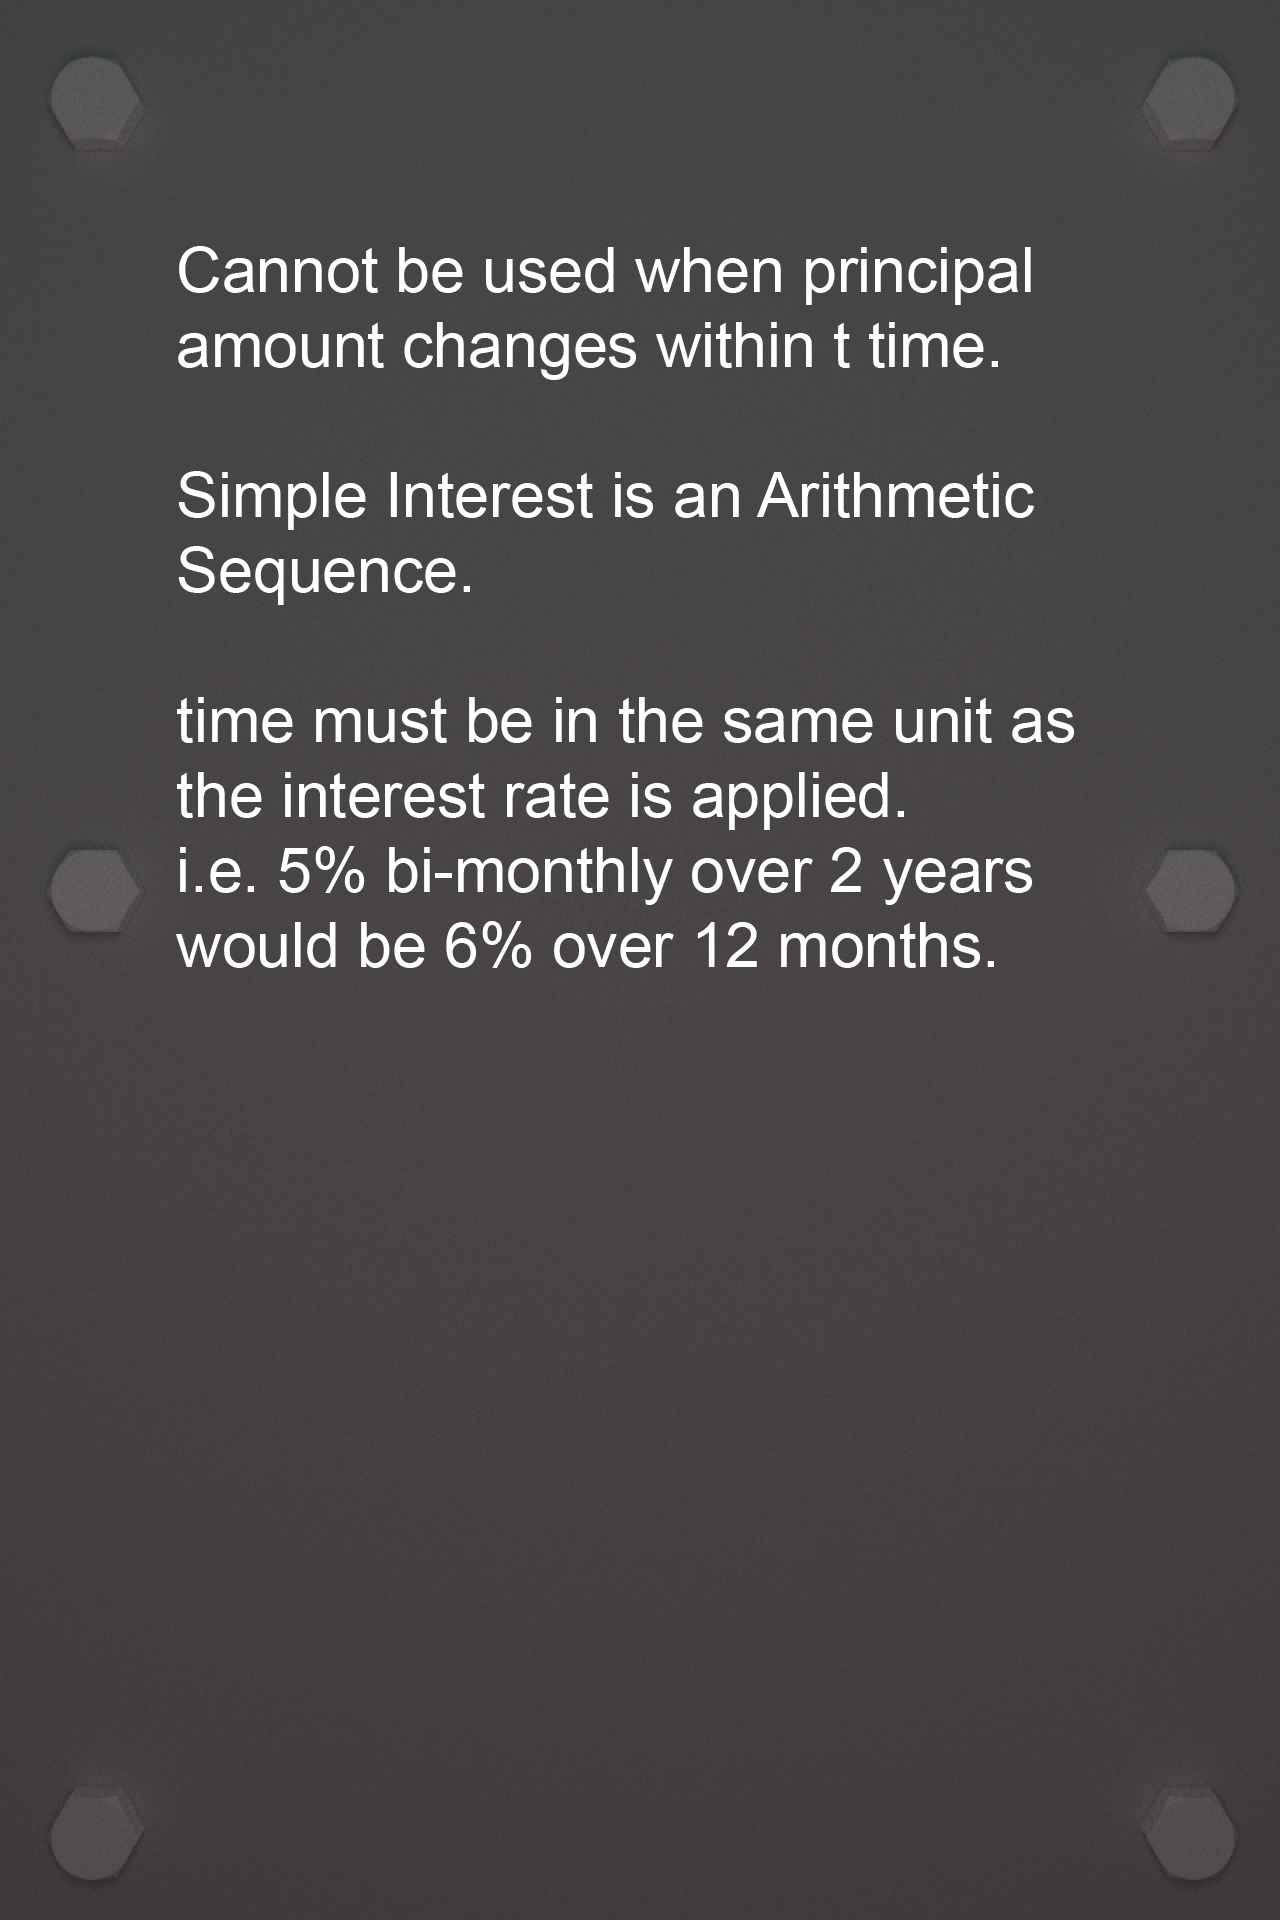 Cannot be used when principal
amount changes within t time.
Simple Interest is an Arithmetic
Sequence.
time must be in the same unit as
the interest rate is applied.
i.e. 5% bi-monthly over 2 years
would be 6% over 12 months.